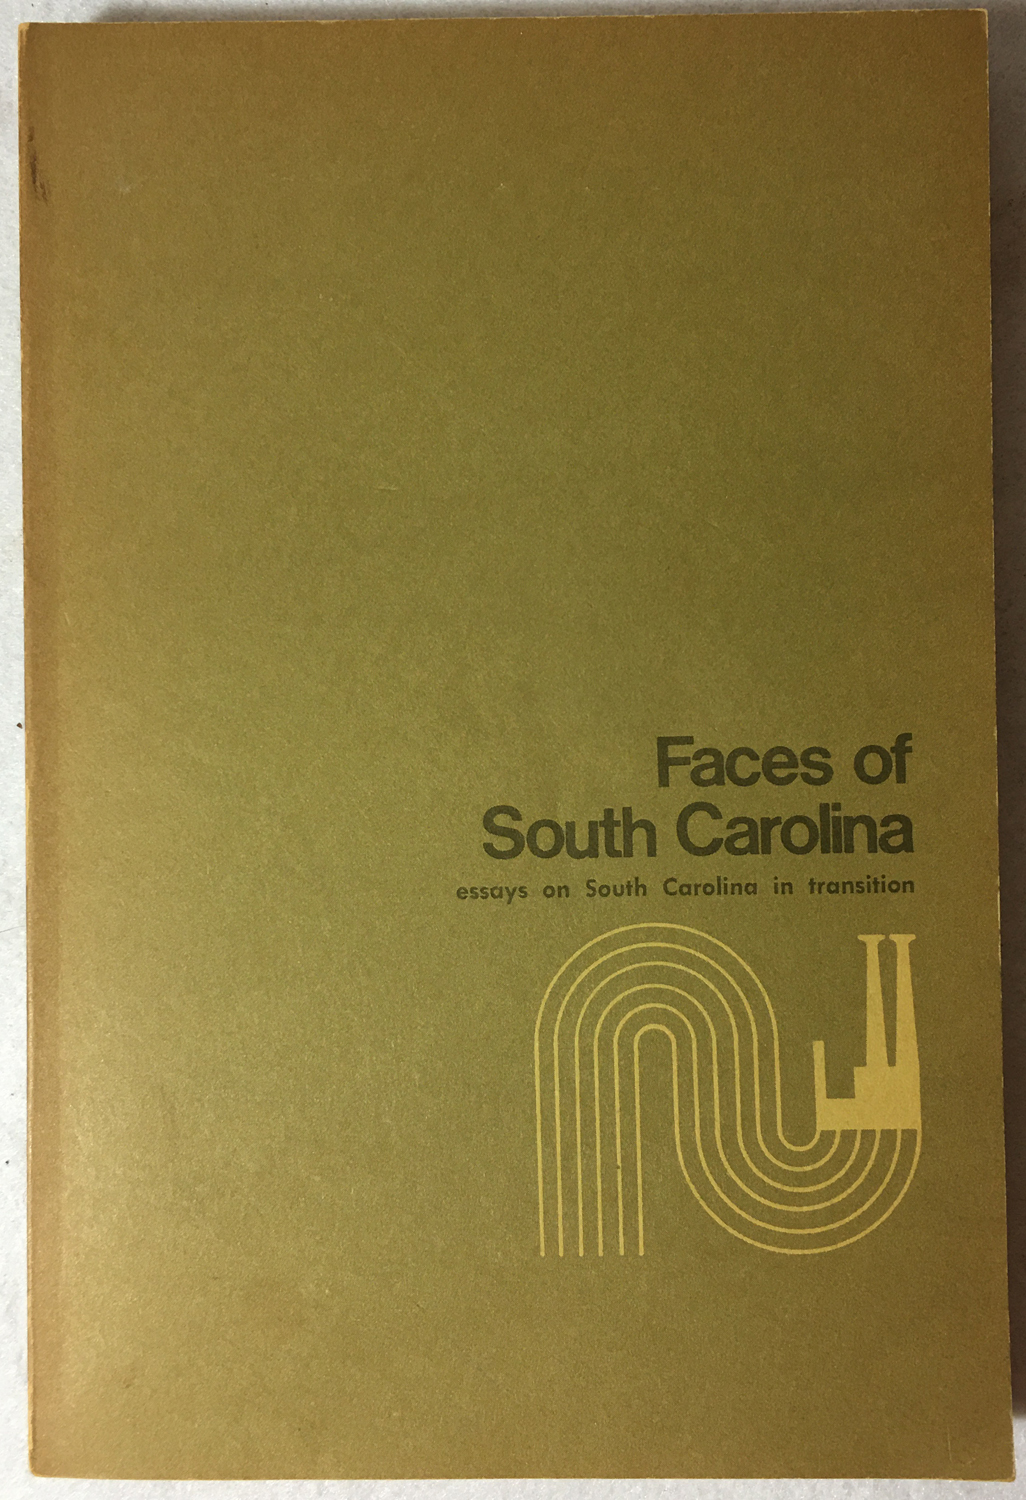 Faces of
South Carolina
essays on South Carolina in transition